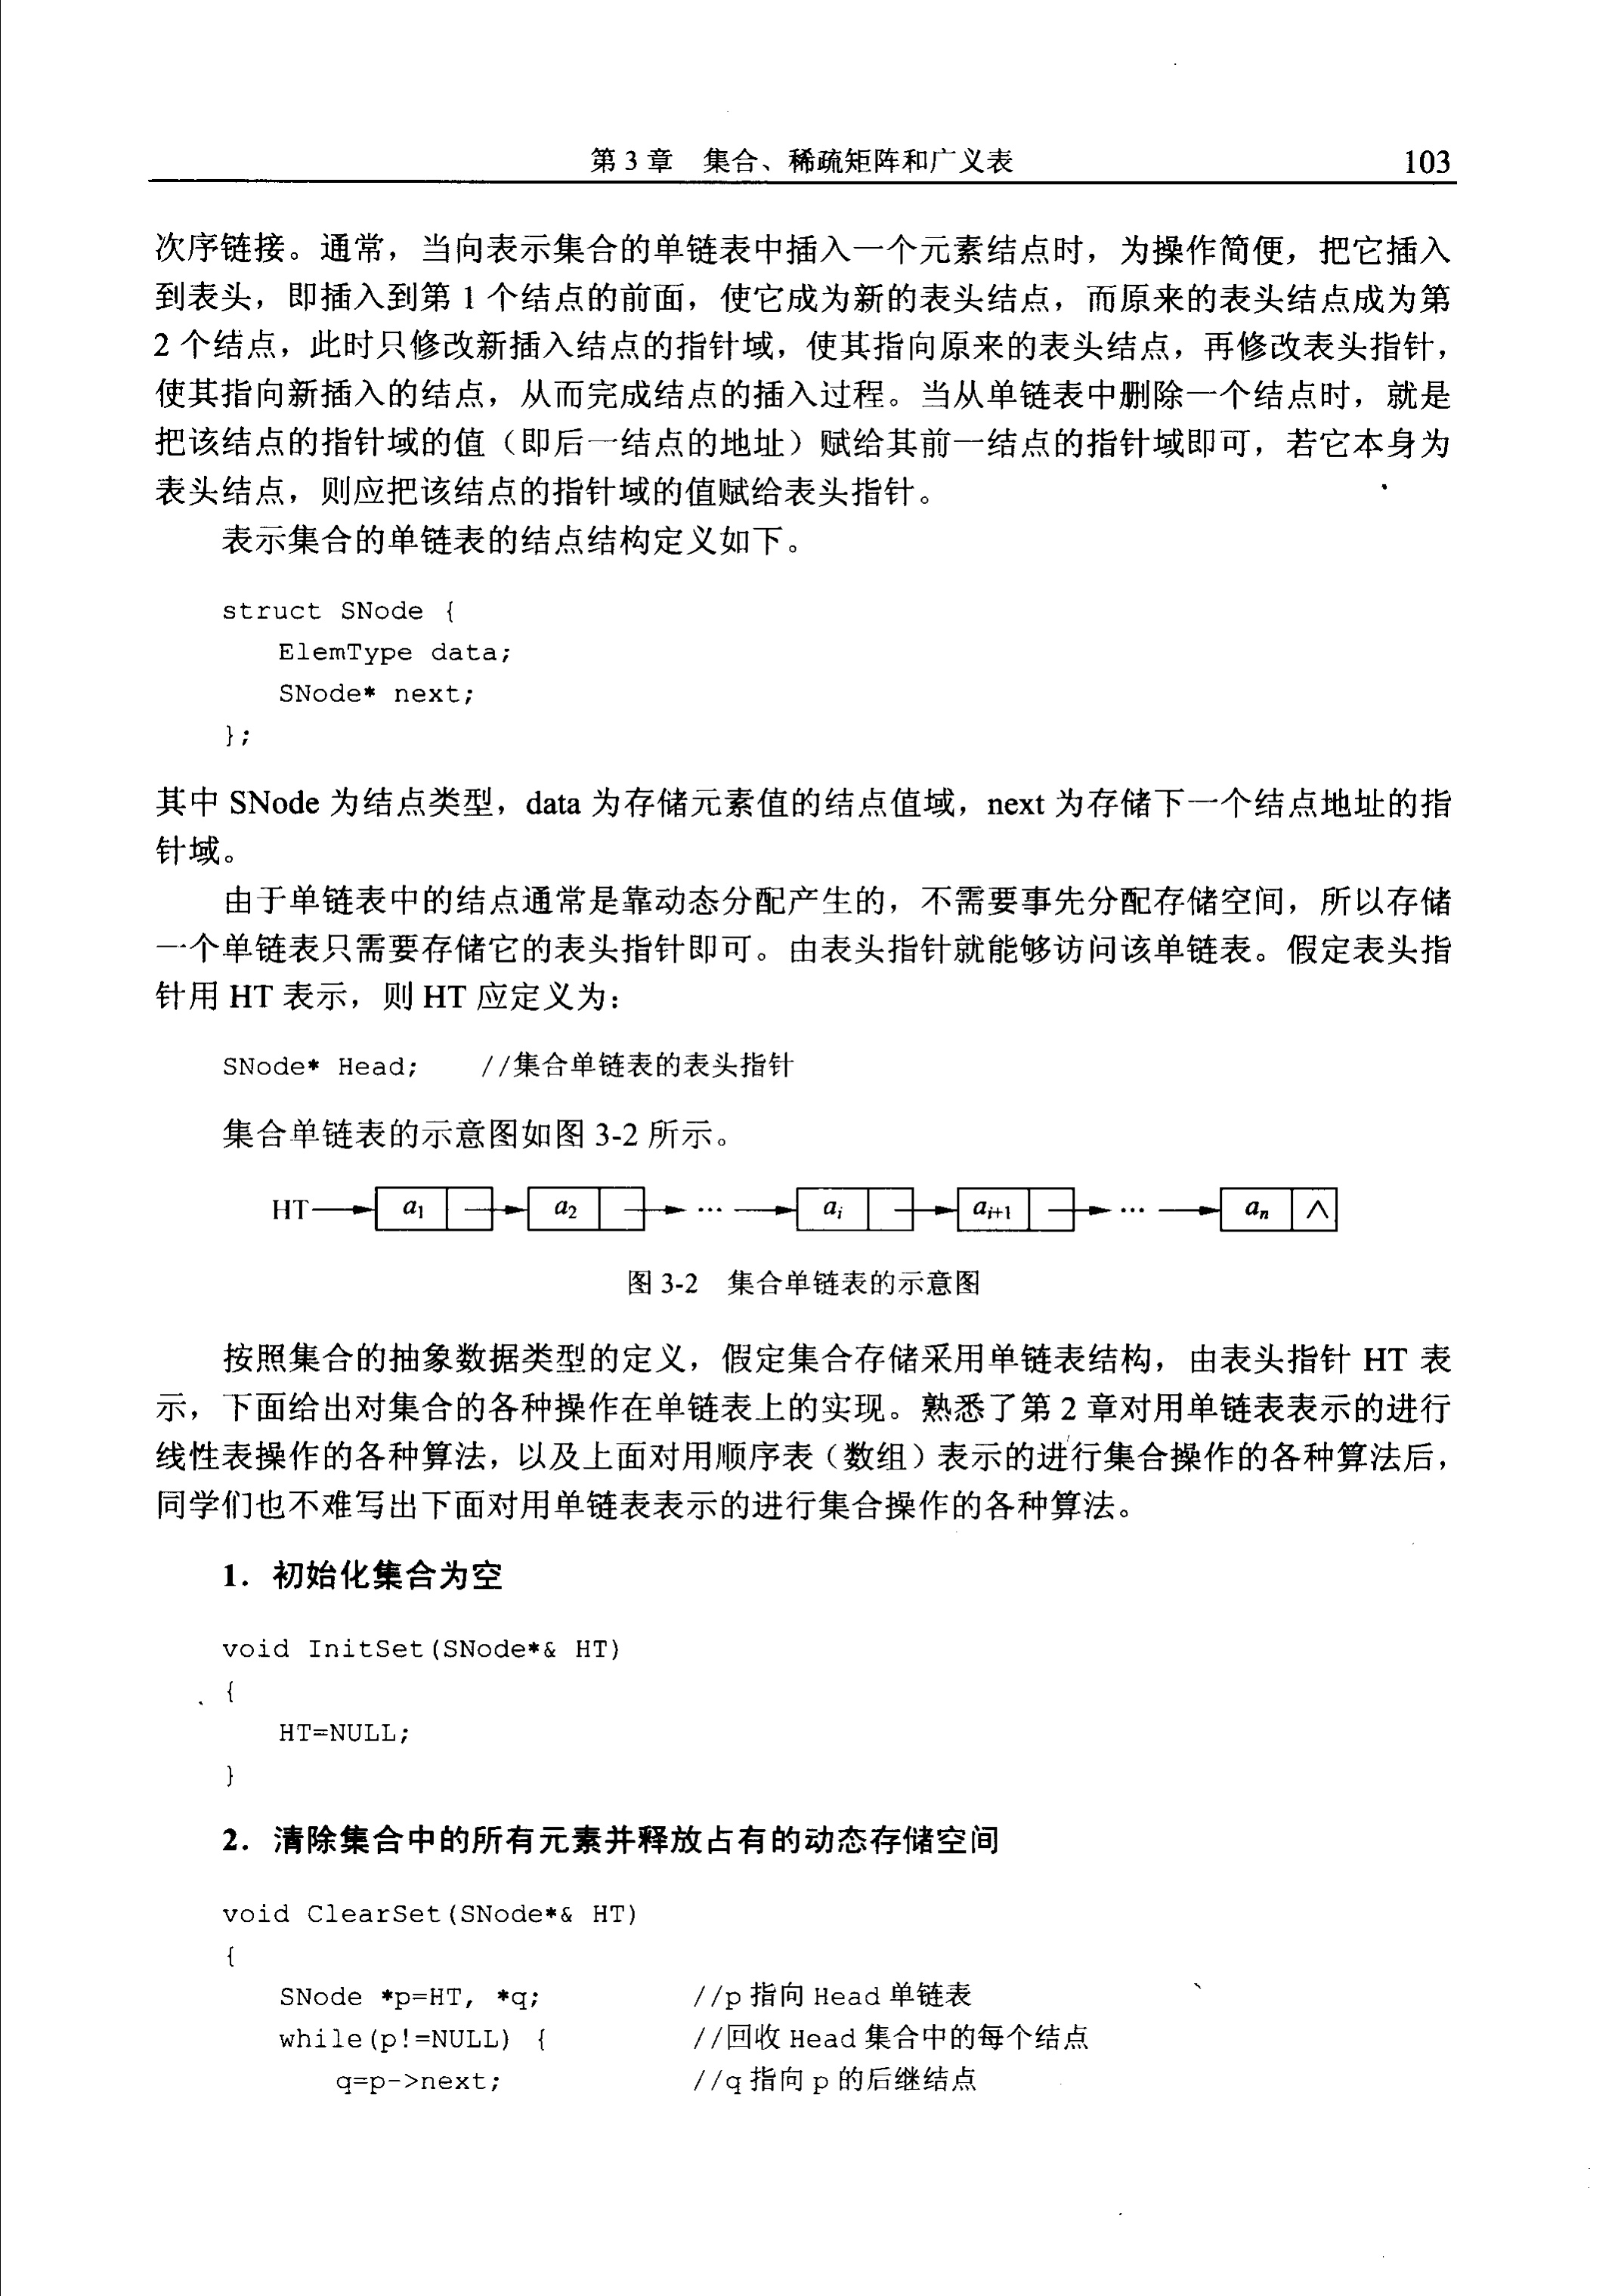 第 3 章　集合、稀疏矩阵和广义表　103
次序链接。通常，当向表示集合的单链表中插入一个元素结点时，为操作简便，把它插入
到表头，即插入到第 1 个结点的前面，使它成为新的表头结点，而原来的表头结点成为第
2 个结点，此时只修改新插入结点的指针域，使其指向原来的表头结点，再修改表头指针，
使其指向新插入的结点，从而完成结点的插入过程。当从单链表中删除一个结点时，就是
把该结点的指针域的值（即后一结点的地址）赋给其前一结点的指针域即可，若它本身为
表头结点，则应把该结点的指针域的值赋给表头指针。
表示集合的单链表的结点结构定义如下。
struct SNode {
ElemType data;
SNode* next;
};
其中 SNode 为结点类型，data 为存储元素值的结点值域，next 为存储下一个结点地址的指
针域。
由于单链表中的结点通常是靠动态分配产生的，不需要事先分配存储空间，所以存储
一个单链表只需要存储它的表头指针即可。由表头指针就能够访问该单链表。假定表头指
针用 HT 表示，则 HT 应定义为：
SNode* Head;　//集合单链表的表头指针
集合单链表的示意图如图 3-2 所示。
HT a₁ a₂ … aᵢ aᵢ₊₁ … aₙ ∧
图 3-2　集合单链表的示意图
按照集合的抽象数据类型的定义，假定集合存储采用单链表结构，由表头指针 HT 表
示，下面给出对集合的各种操作在单链表上的实现。熟悉了第 2 章对用单链表表示的进行
线性表操作的各种算法，以及上面对用顺序表（数组）表示的进行集合操作的各种算法后，
同学们也不难写出下面对用单链表表示的进行集合操作的各种算法。
1．初始化集合为空
void InitSet(SNode*& HT)
{
HT=NULL;
}
2．清除集合中的所有元素并释放占有的动态存储空间
void ClearSet(SNode*& HT)
{
SNode *p=HT, *q;　//p 指向 Head 单链表
while(p!=NULL) {　//回收 Head 集合中的每个结点
q=p->next;　//q 指向 p 的后继结点